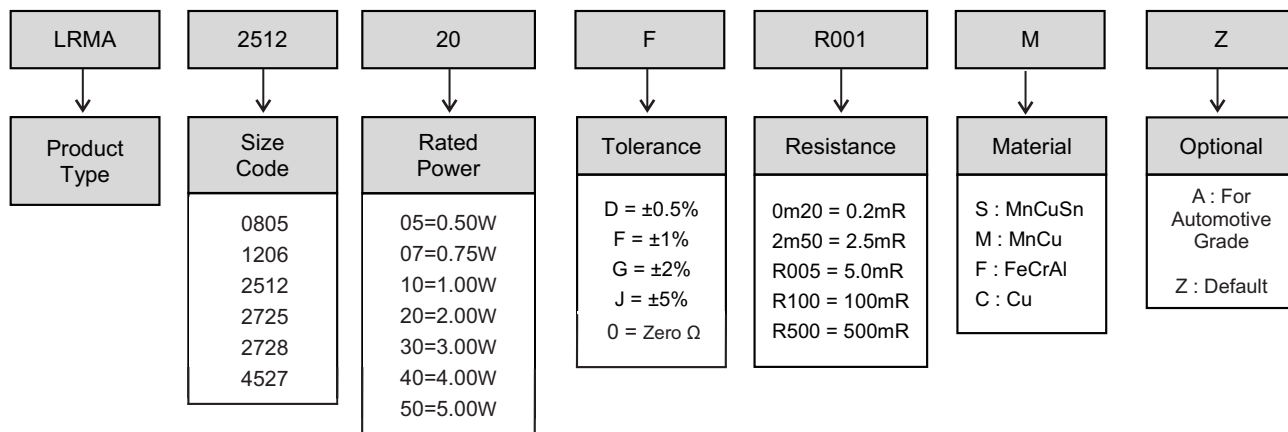 LRMA 2512 20 F R001 M Z
Product
Type
Size
Code
0805
1206
2512
2725
2728
4527
Rated
Power
05=0.50W
07=0.75W
10=1.00W
20=2.00W
30=3.00W
40=4.00W
50=5.00W
Tolerance
D = ±0.5%
F = ±1%
G = ±2%
J = ±5%
0 = Zero Ω
Resistance
0m20 = 0.2mR
2m50 = 2.5mR
R005 = 5.0mR
R100 = 100mR
R500 = 500mR
Material
S : MnCuSn
M : MnCu
F : FeCrAl
C : Cu
Optional
A : For
Automotive
Grade
Z : Default